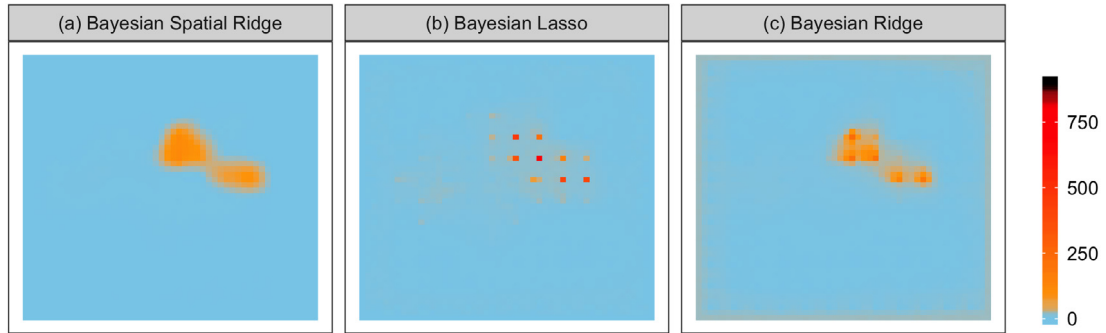 (a) Bayesian Spatial Ridge
(b) Bayesian Lasso
(c) Bayesian Ridge
750
500
250
0